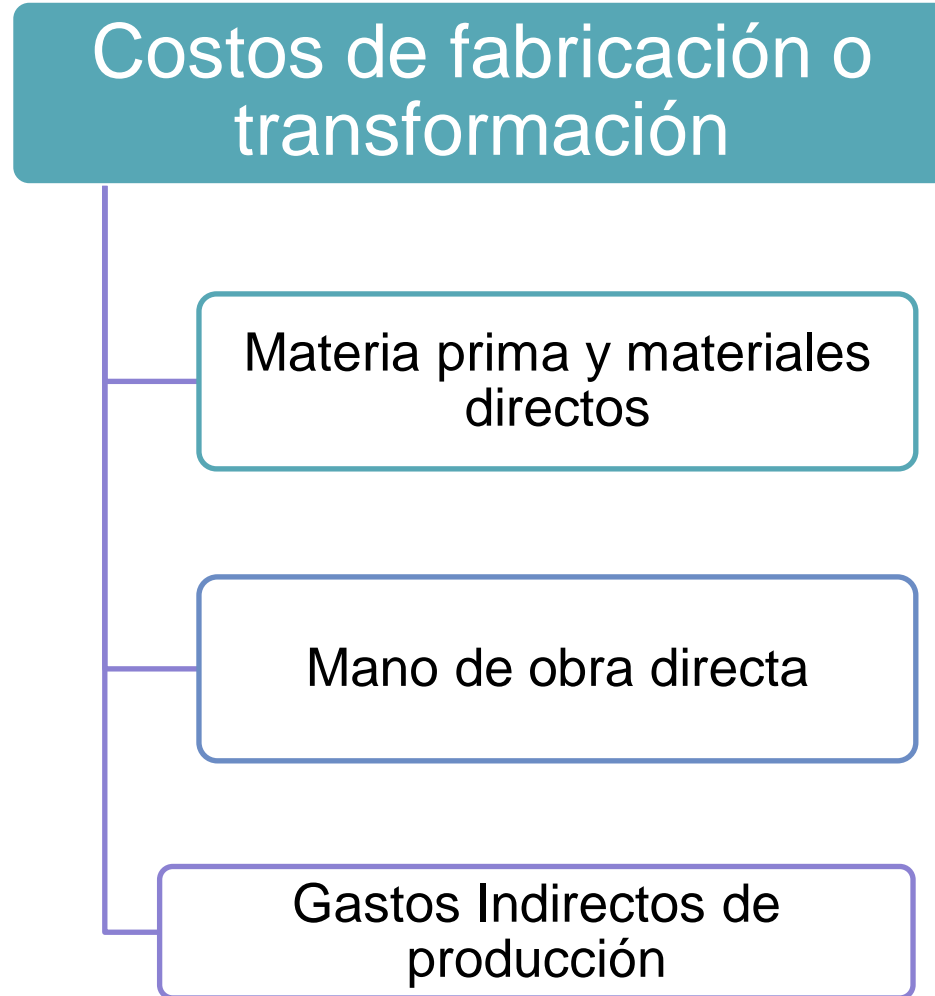 Costos de fabricación o
transformación
Materia prima y materiales
directos
Mano de obra directa
Gastos Indirectos de
producción